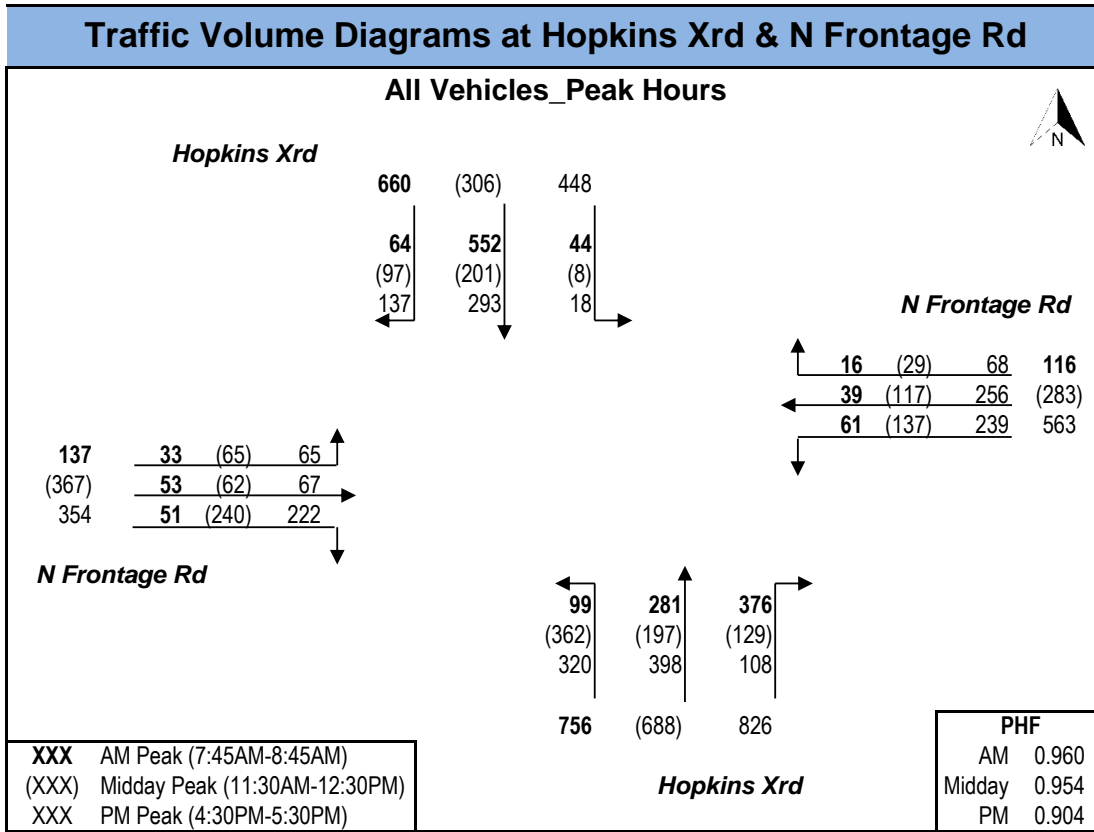 Traffic Volume Diagrams at Hopkins Xrd & N Frontage Rd
All Vehicles_Peak Hours
N
Hopkins Xrd
660 (306) 448
64 552 44
(97) (201) (8)
137 293 18
N Frontage Rd
16 (29) 68 116
39 (117) 256 (283)
61 (137) 239 563
137 33 (65) 65
(367) 53 (62) 67
354 51 (240) 222
N Frontage Rd
99 281 376
(362) (197) (129)
320 398 108
756 (688) 826
Hopkins Xrd
XXX AM Peak (7:45AM-8:45AM)
(XXX) Midday Peak (11:30AM-12:30PM)
XXX PM Peak (4:30PM-5:30PM)
PHF
AM 0.960
Midday 0.954
PM 0.904